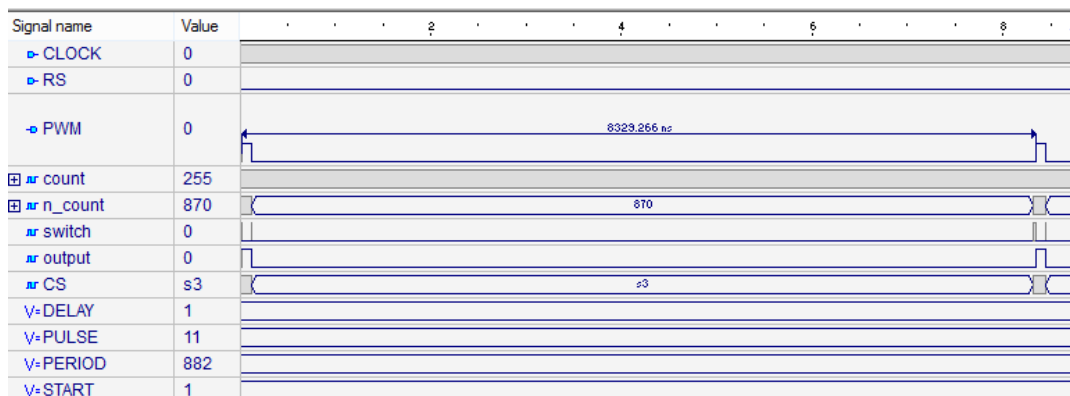 Signal name Value 2 4 6 8
CLOCK 0
RS 0
PWM 0 8329.266 ns
count 255
n_count 870 870
switch 0
output 0
CS s3 s3
V=DELAY 1
V=PULSE 11
V=PERIOD 882
V=START 1